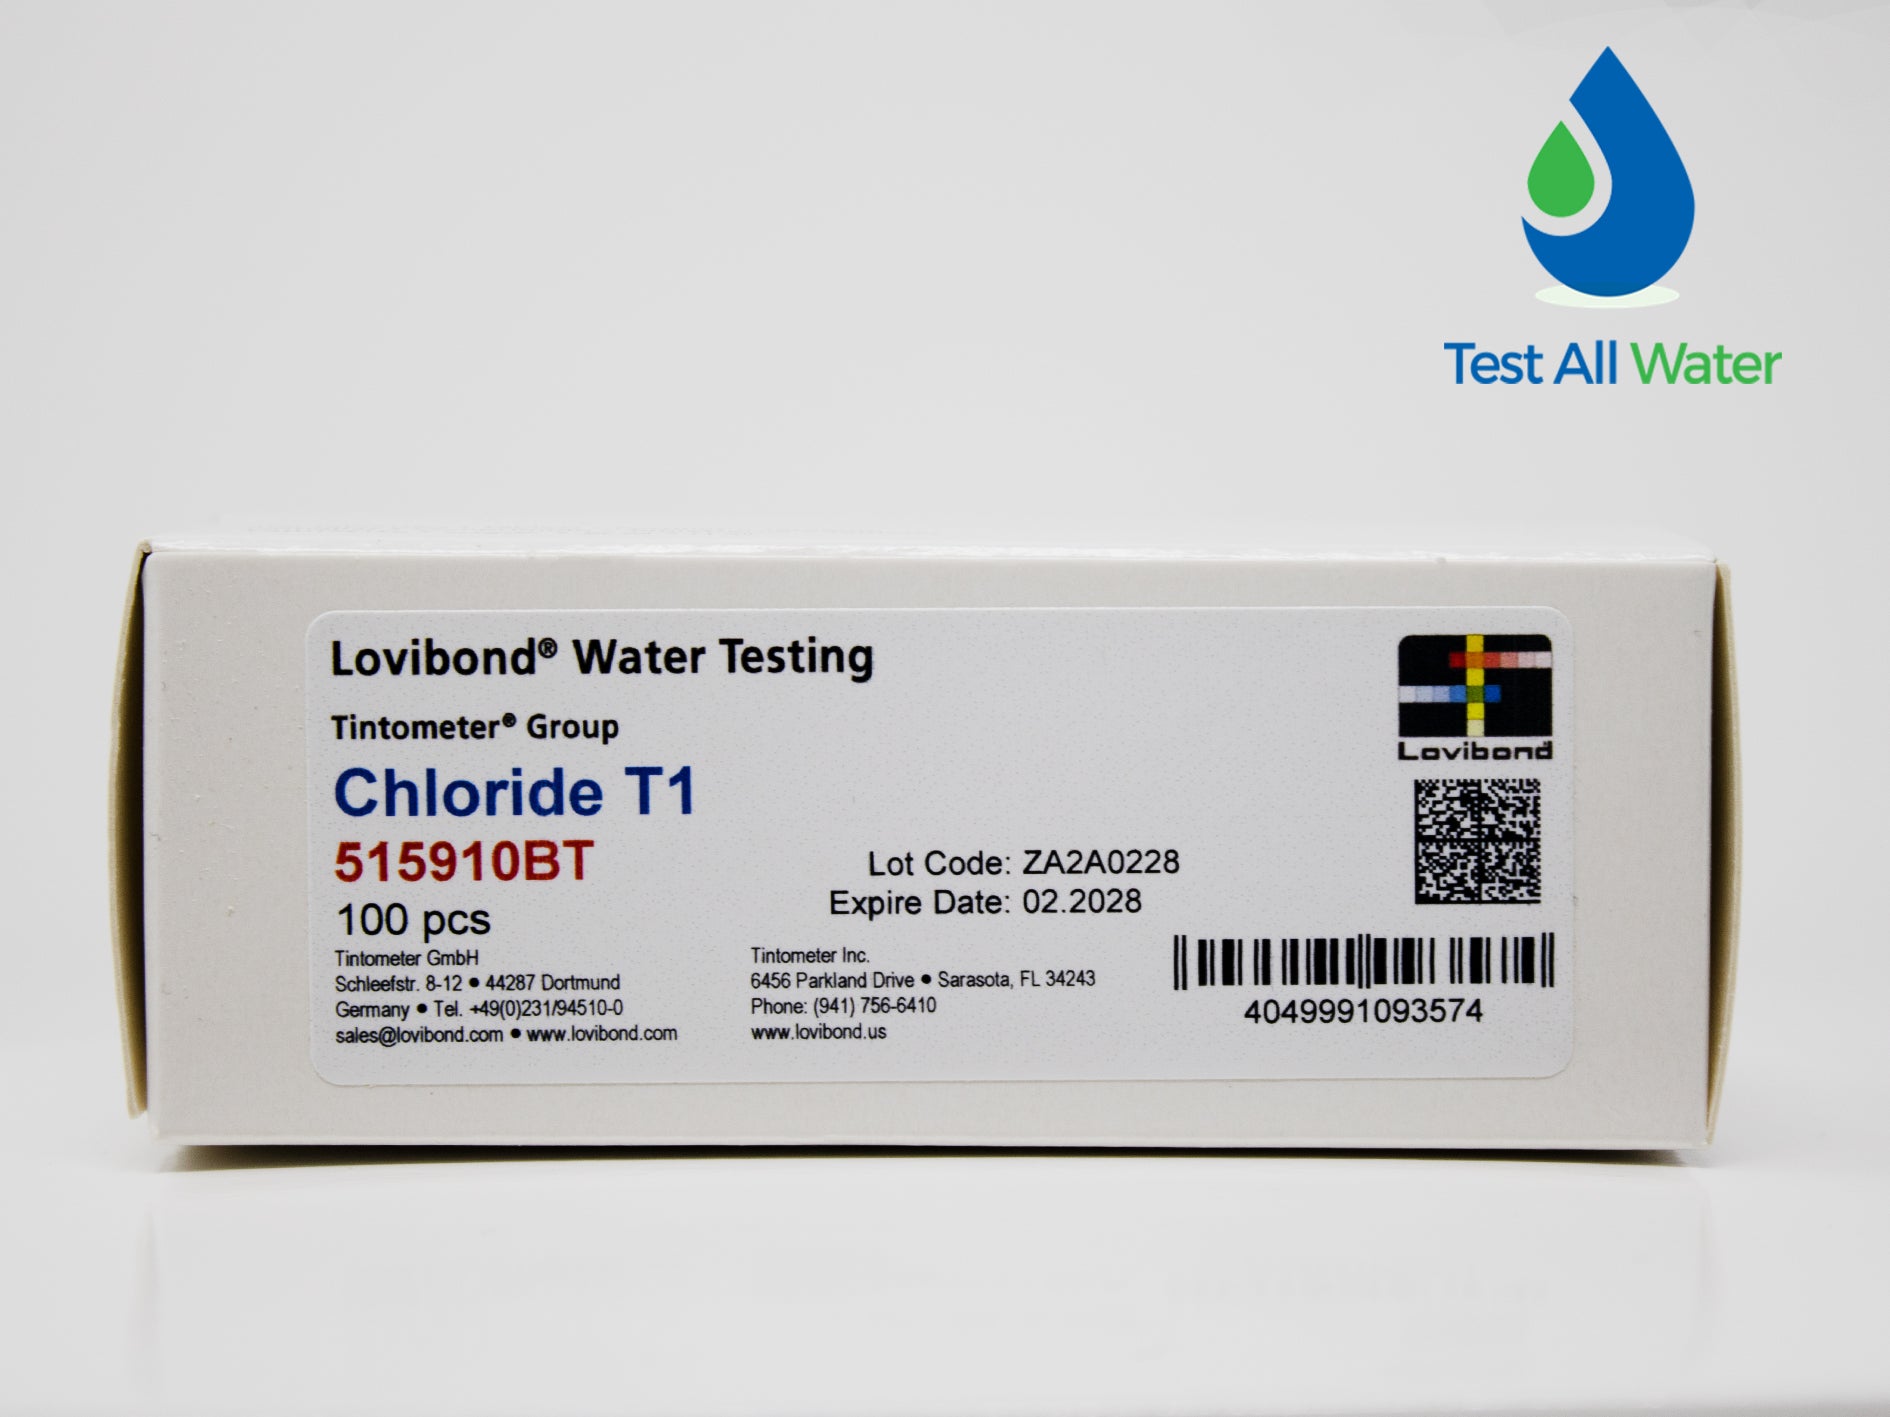 Test All Water
Lovibond® Water Testing
Tintometer® Group
Chloride T1
515910BT
100 pcs
Lot Code: ZA2A0228
Expire Date: 02.2028
Tintometer GmbH
Schleefstr. 8-12 • 44287 Dortmund
Germany • Tel. +49(0)231/94510-0
sales@lovibond.com • www.lovibond.com
Tintometer Inc.
6456 Parkland Drive • Sarasota, FL 34243
Phone: (941) 756-6410
www.lovibond.us
Lovibond
4049991093574